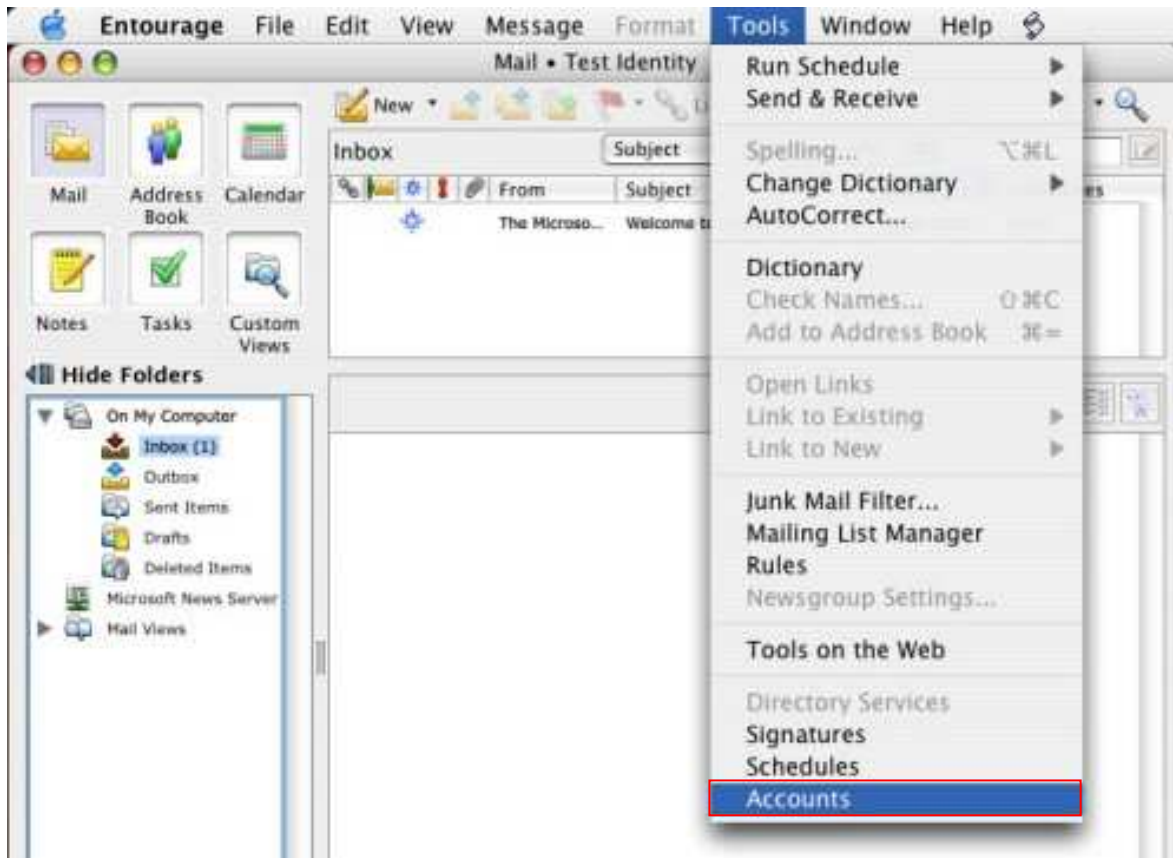 Entourage File Edit View Message Format Tools Window Help
Mail • Test Identity
New
Inbox
Subject
From Subject
es
The Microso... Welcome to
Mail
Address Book
Calendar
Notes
Tasks
Custom Views
Hide Folders
On My Computer
Inbox (1)
Outbox
Sent Items
Drafts
Deleted Items
Microsoft News Server
Mail Views
Run Schedule
Send & Receive
Spelling... ⌥⌘L
Change Dictionary
AutoCorrect...
Dictionary
Check Names... ⇧⌘C
Add to Address Book ⌘=
Open Links
Link to Existing
Link to New
Junk Mail Filter...
Mailing List Manager
Rules
Newsgroup Settings...
Tools on the Web
Directory Services
Signatures
Schedules
Accounts